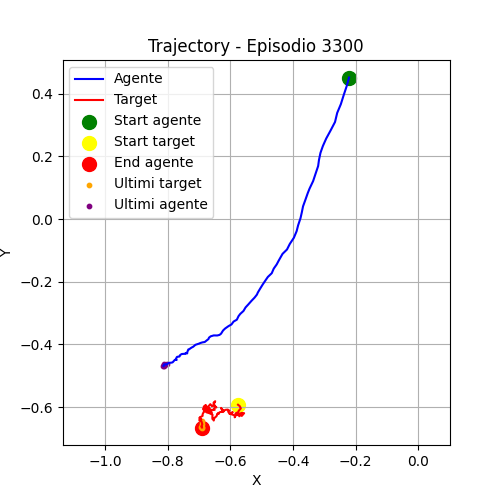 Trajectory - Episodio 3300
Agente
Target
Start agente
Start target
End agente
Ultimi target
Ultimi agente
0.4
0.2
0.0
−0.2
−0.4
−0.6
Y
−1.0 −0.8 −0.6 −0.4 −0.2 0.0
X